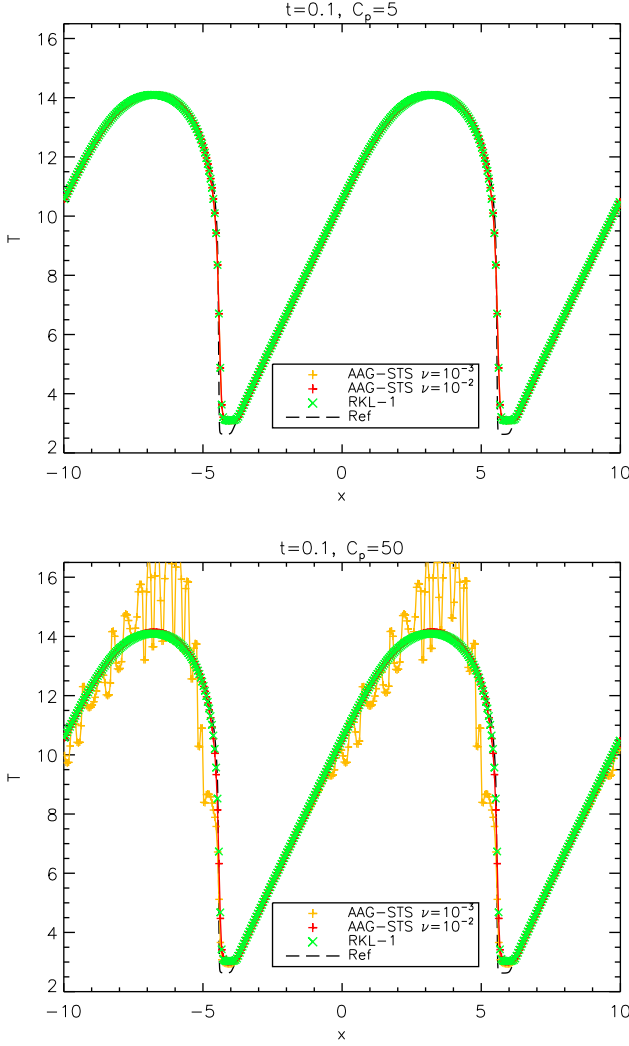 t=0.1, Cₚ=5
16
14
12
10
8
6
4
2
T
AAG-STS ν=10⁻³
AAG-STS ν=10⁻²
RKL-1
Ref
-10 -5 0 5 10
x
t=0.1, Cₚ=50
16
14
12
10
8
6
4
2
T
AAG-STS ν=10⁻³
AAG-STS ν=10⁻²
RKL-1
Ref
-10 -5 0 5 10
x